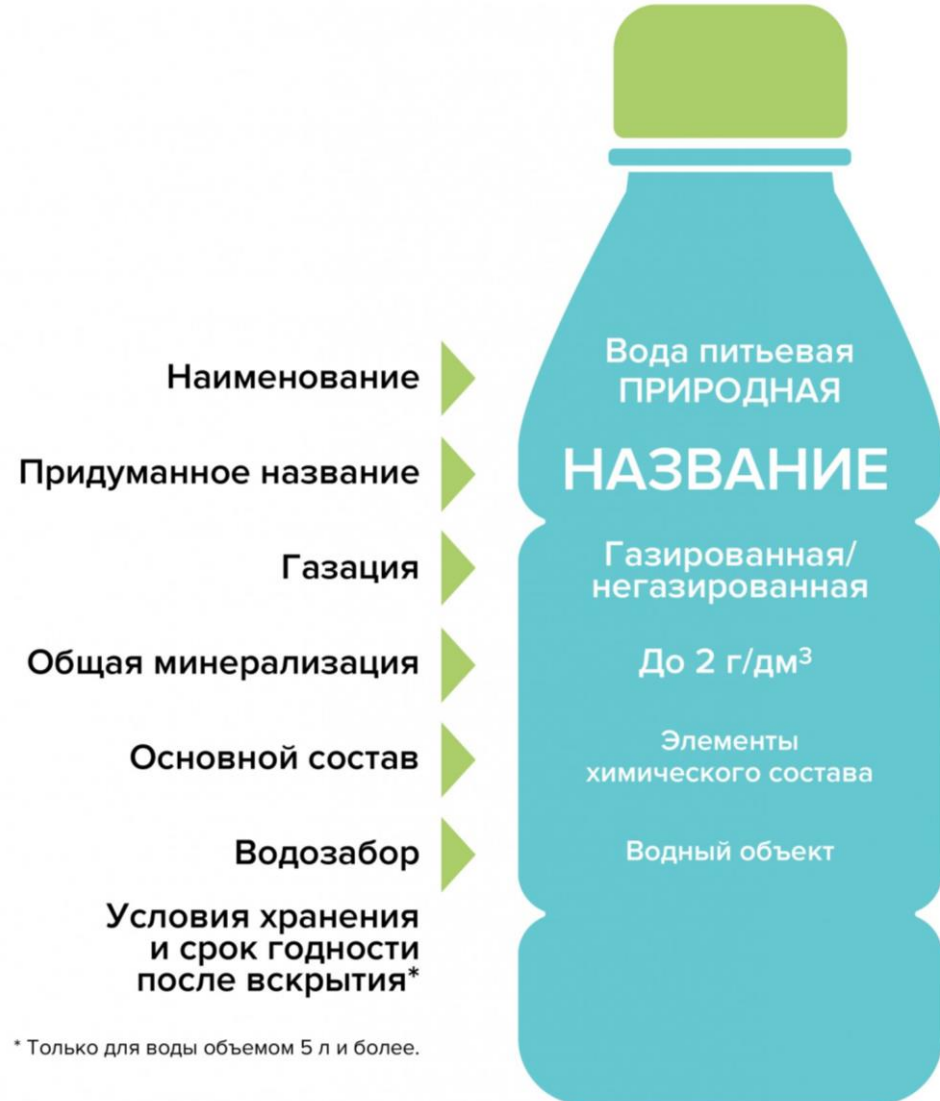 Наименование
Вода питьевая
ПРИРОДНАЯ
Придуманное название
НАЗВАНИЕ
Газация
Газированная/
негазированная
Общая минерализация
До 2 г/дм³
Основной состав
Элементы
химического состава
Водозабор
Водный объект
Условия хранения
и срок годности
после вскрытия*
* Только для воды объемом 5 л и более.